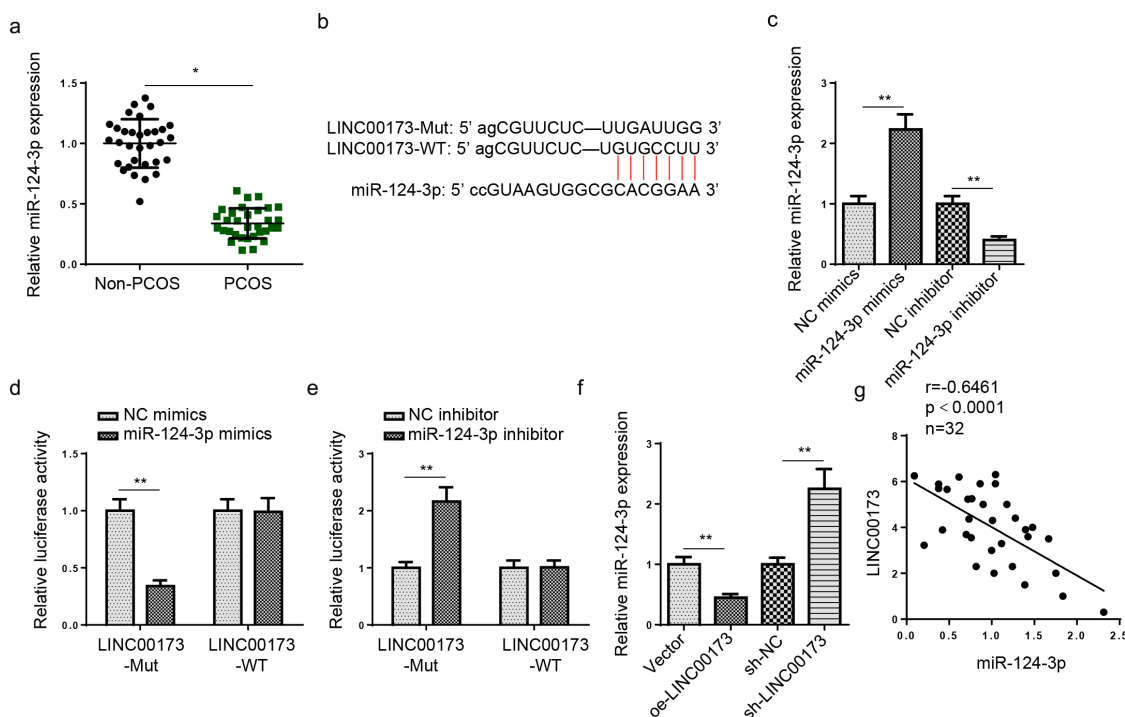 a
*
Relative miR-124-3p expression
1.5
1.0
0.5
0.0
Non-PCOS
PCOS
b
LINC00173-Mut: 5’ agCGUUCUC—UUGAUUGG 3’
LINC00173-WT: 5’ agCGUUCUC—UGUGCCUU 3’
miR-124-3p: 5’ ccGUAAGUGGCGCACGGAA 3’
c
Relative miR-124-3p expression
3
2
1
0
**
**
NC mimics
miR-124-3p mimics
NC inhibitor
miR-124-3p inhibitor
d
NC mimics
miR-124-3p mimics
Relative luciferase activity
1.5
1.0
0.5
0.0
**
LINC00173
-Mut
LINC00173
-WT
e
NC inhibitor
miR-124-3p inhibitor
Relative luciferase activity
3
2
1
0
**
LINC00173
-Mut
LINC00173
-WT
f
Relative miR-124-3p expression
3
2
1
0
**
**
Vector
oe-LINC00173
sh-NC
sh-LINC00173
g
r=-0.6461
p < 0.0001
n=32
LINC00173
8
6
4
2
0
0.0
0.5
1.0
1.5
2.0
2.5
miR-124-3p